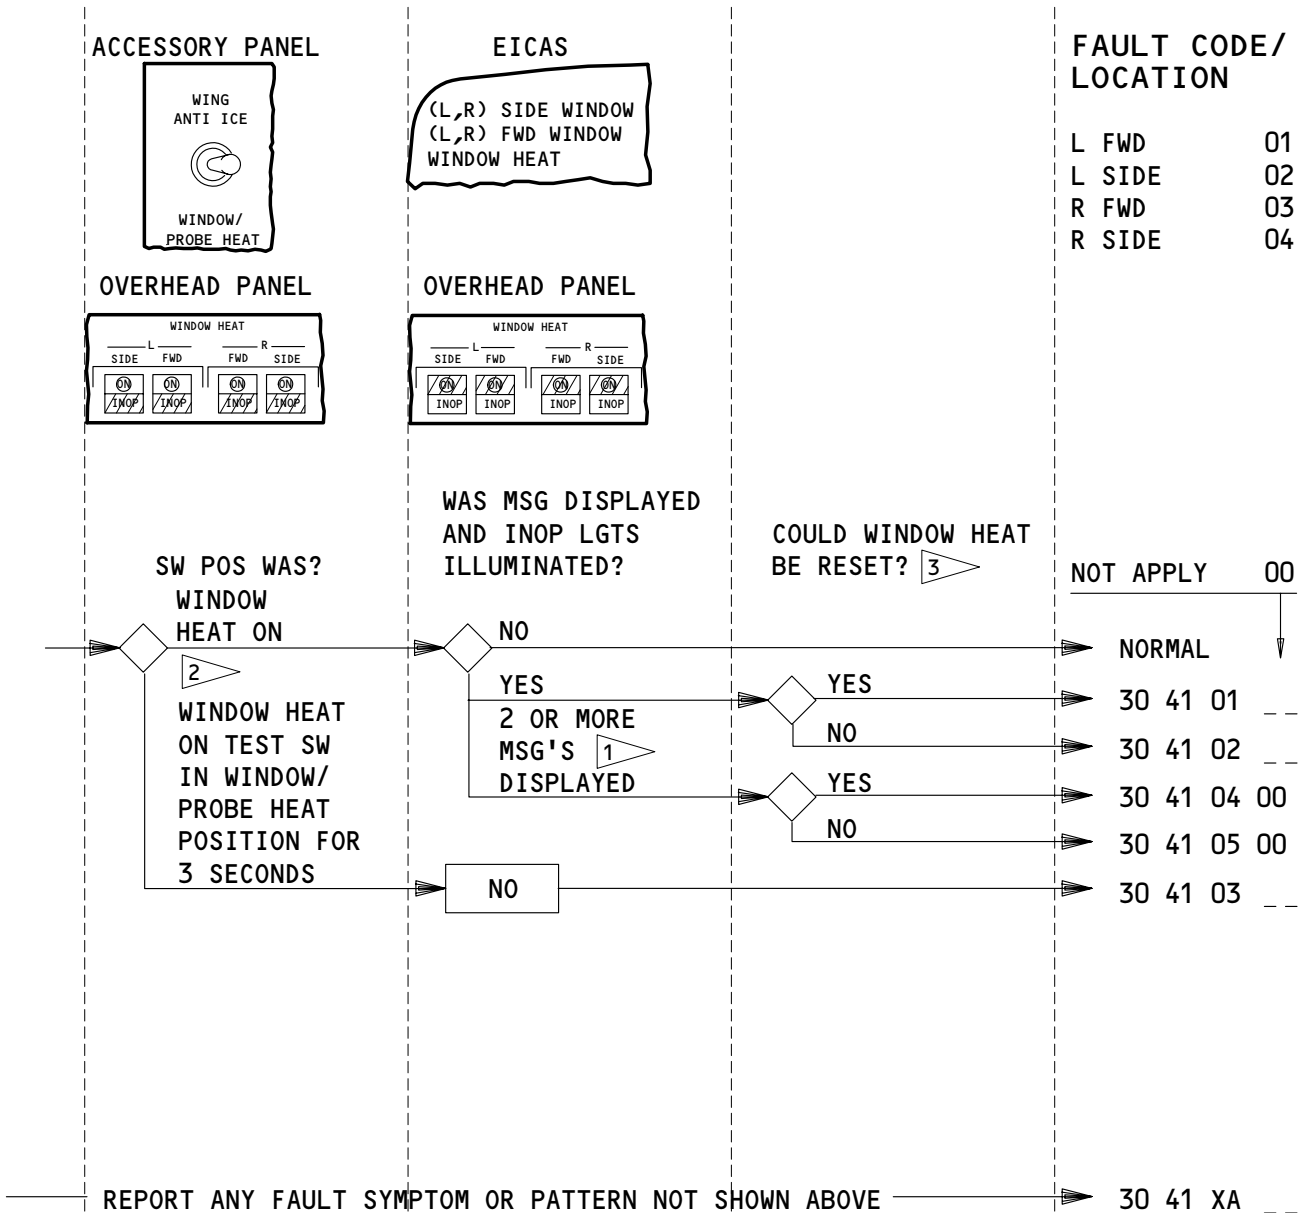 ACCESSORY PANEL
WING
ANTI ICE
WINDOW/
PROBE HEAT
EICAS
(L,R) SIDE WINDOW
(L,R) FWD WINDOW
WINDOW HEAT
FAULT CODE/
LOCATION
L FWD 01
L SIDE 02
R FWD 03
R SIDE 04
OVERHEAD PANEL
WINDOW HEAT
L R
SIDE FWD FWD SIDE
ON ON ON ON
INOP INOP INOP INOP
OVERHEAD PANEL
WINDOW HEAT
L R
SIDE FWD FWD SIDE
ON ON ON ON
INOP INOP INOP INOP
SW POS WAS?
WINDOW
HEAT ON
2
WINDOW HEAT
ON TEST SW
IN WINDOW/
PROBE HEAT
POSITION FOR
3 SECONDS
WAS MSG DISPLAYED
AND INOP LGTS
ILLUMINATED?
NO
YES
2 OR MORE
MSG'S 1
DISPLAYED
NO
COULD WINDOW HEAT
BE RESET? 3
YES
NO
YES
NO
NOT APPLY 00
NORMAL
30 41 01 _ _
30 41 02 _ _
30 41 04 00
30 41 05 00
30 41 03 _ _
REPORT ANY FAULT SYMPTOM OR PATTERN NOT SHOWN ABOVE
30 41 XA _ _